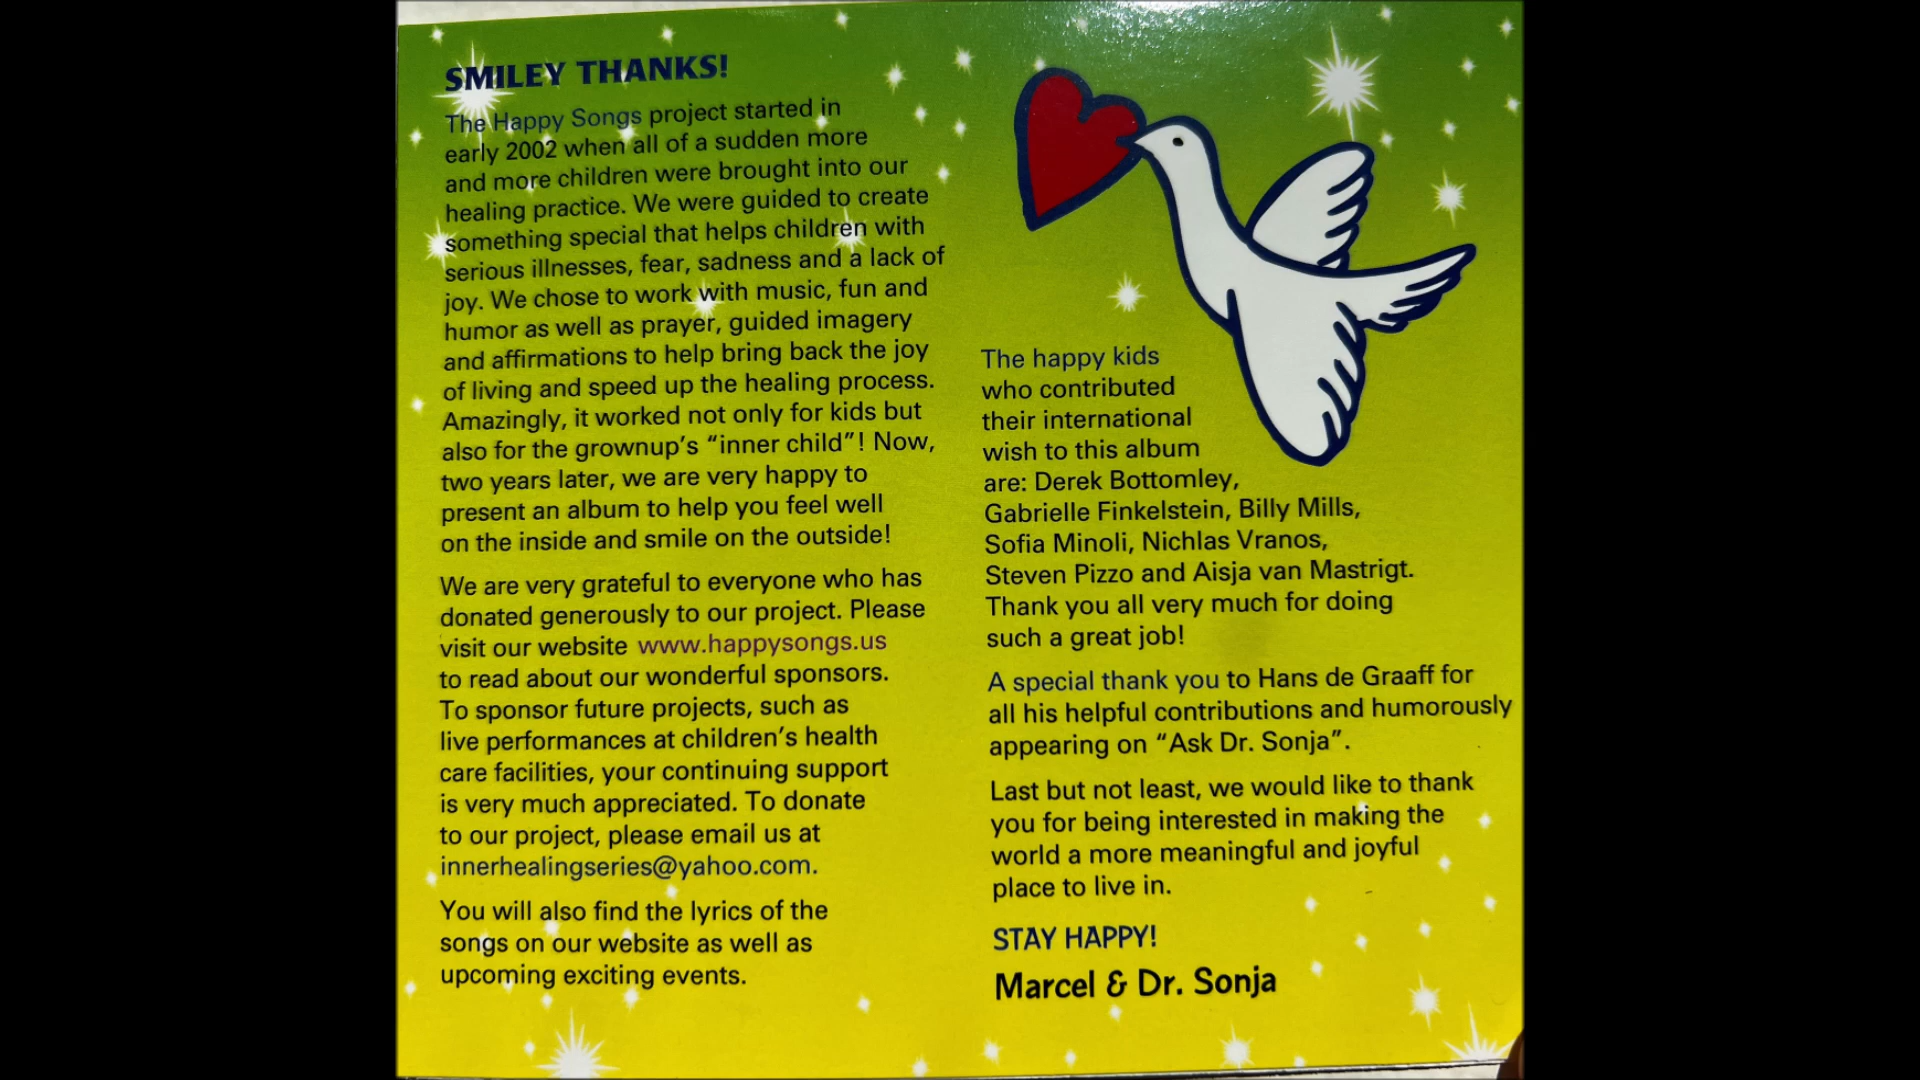 SMILEY THANKS!
The Happy Songs project started in
early 2002 when all of a sudden more
and more children were brought into our
healing practice. We were guided to create
something special that helps children with
serious illnesses, fear, sadness and a lack of
joy. We chose to work with music, fun and
humor as well as prayer, guided imagery
and affirmations to help bring back the joy
of living and speed up the healing process.
Amazingly, it worked not only for kids but
also for the grownup's “inner child”! Now,
two years later, we are very happy to
present an album to help you feel well
on the inside and smile on the outside!
We are very grateful to everyone who has
donated generously to our project. Please
visit our website www.happysongs.us
to read about our wonderful sponsors.
To sponsor future projects, such as
live performances at children's health
care facilities, your continuing support
is very much appreciated. To donate
to our project, please email us at
innerhealingseries@yahoo.com.
You will also find the lyrics of the
songs on our website as well as
upcoming exciting events.
The happy kids
who contributed
their international
wish to this album
are: Derek Bottomley,
Gabrielle Finkelstein, Billy Mills,
Sofia Minoli, Nichlas Vranos,
Steven Pizzo and Aisja van Mastrigt.
Thank you all very much for doing
such a great job!
A special thank you to Hans de Graaff for
all his helpful contributions and humorously
appearing on “Ask Dr. Sonja”.
Last but not least, we would like to thank
you for being interested in making the
world a more meaningful and joyful
place to live in.
STAY HAPPY!
Marcel & Dr. Sonja